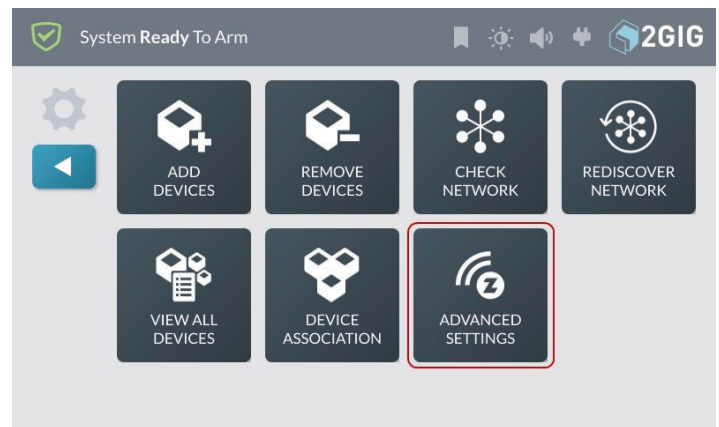 System Ready To Arm
2GIG
ADD
DEVICES
REMOVE
DEVICES
CHECK
NETWORK
REDISCOVER
NETWORK
VIEW ALL
DEVICES
DEVICE
ASSOCIATION
Z
ADVANCED
SETTINGS